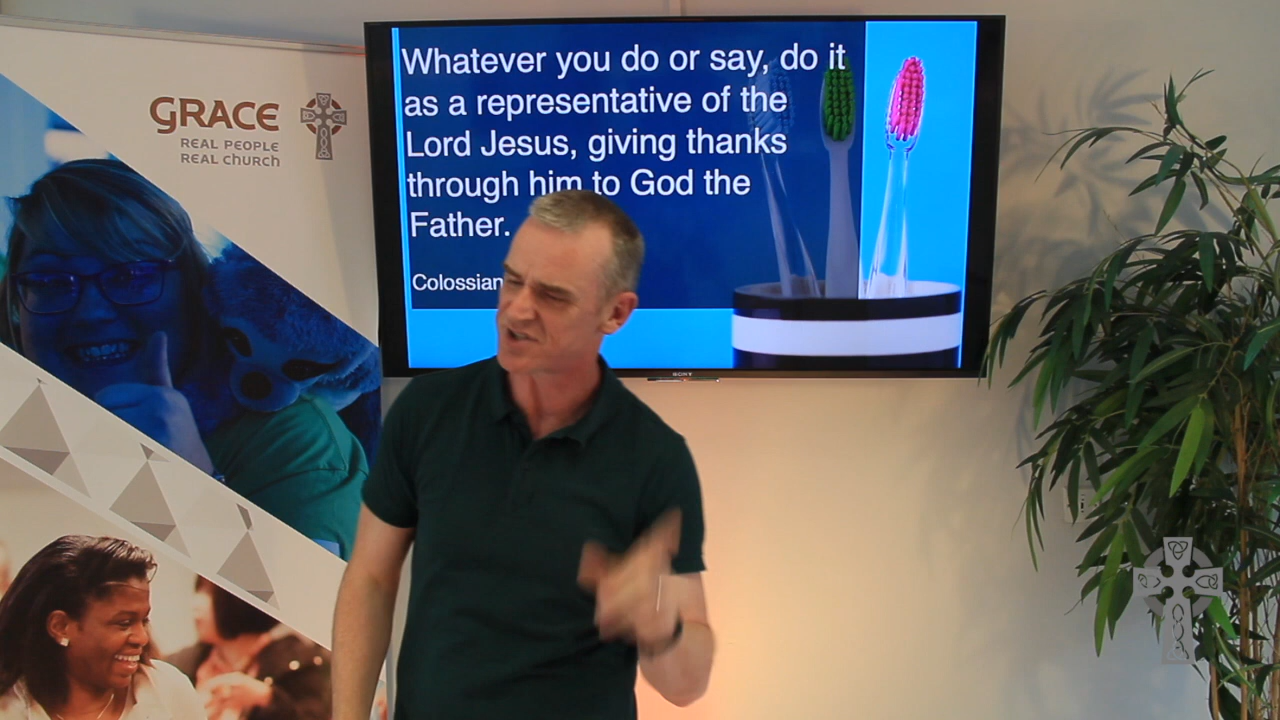 GRACE
REAL PEOPLE
REAL CHURCH
Whatever you do or say, do it
as a representative of the
Lord Jesus, giving thanks
through him to God the
Father.
SONY